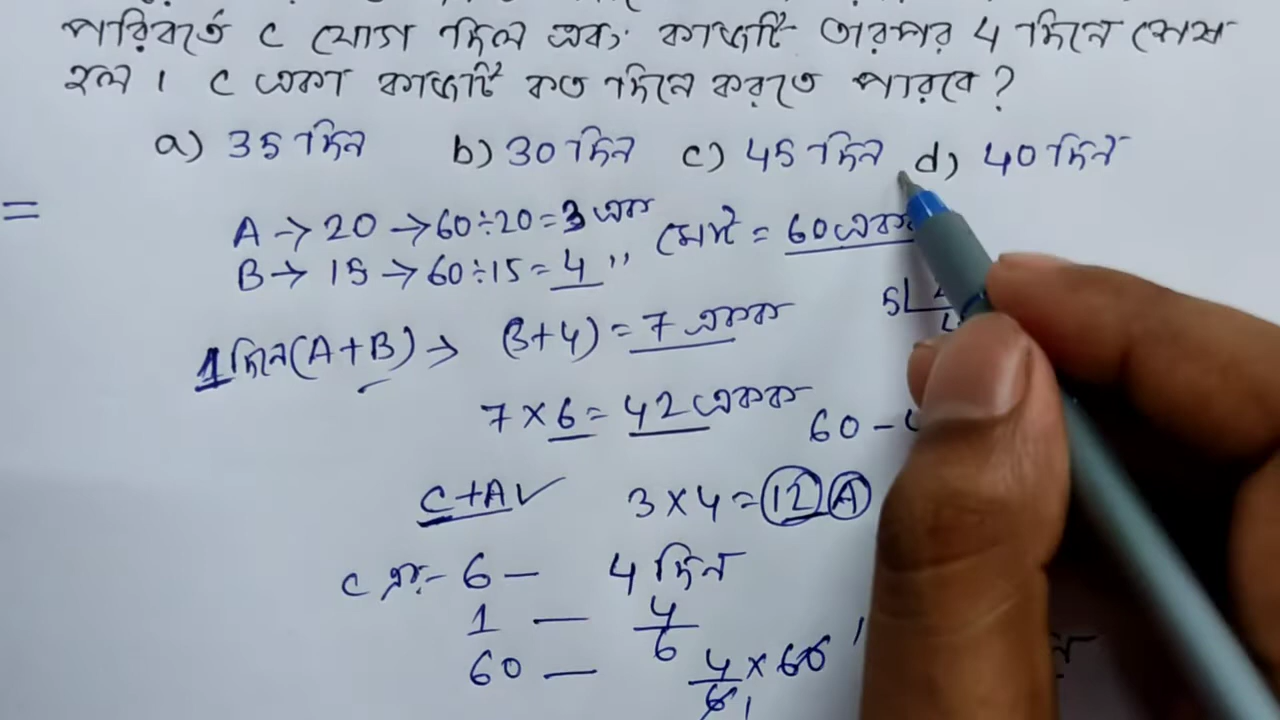 পরিবর্তে C যোগ দিল এবং কাজটি তারপর 4 দিনে শেষ
হল। C একা কাজটি কত দিনে করতে পারবে?
a) 35 দিন b) 30 দিন c) 45 দিন d) 40 দিন
= A → 20 → 60÷20=3 একক মোট = 60 একক
B → 15 → 60÷15=4 "
5
1 দিন (A+B) → (3+4) = 7 একক
7×6 = 42 একক
60 -
C+A✓ 3×4=12 A
C এর:- 6 — 4 দিন
1 — 4/6
60 — 4/6 × 60